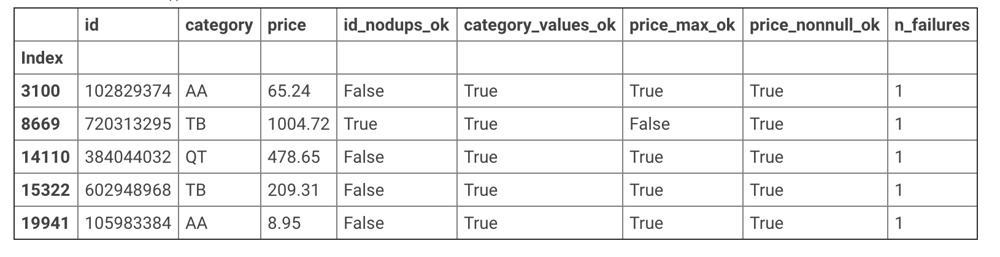 id category price id_nodups_ok category_values_ok price_max_ok price_nonnull_ok n_failures
Index
3100 102829374 AA 65.24 False True True True 1
8669 720313295 TB 1004.72 True True False True 1
14110 384044032 QT 478.65 False True True True 1
15322 602948968 TB 209.31 False True True True 1
19941 105983384 AA 8.95 False True True True 1